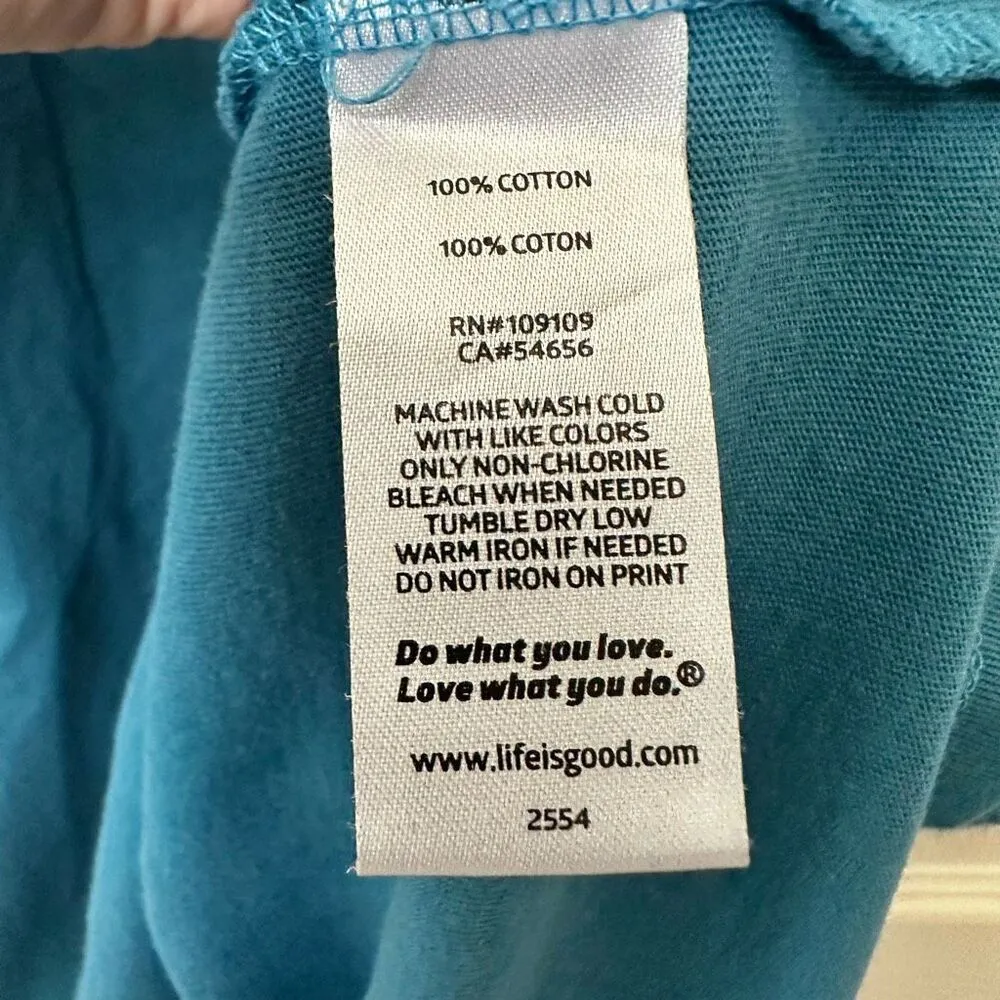 100% COTTON
100% COTON
RN#109109
CA#54656
MACHINE WASH COLD
WITH LIKE COLORS
ONLY NON-CHLORINE
BLEACH WHEN NEEDED
TUMBLE DRY LOW
WARM IRON IF NEEDED
DO NOT IRON ON PRINT
Do what you love.
Love what you do.®
www.lifeisgood.com
2554